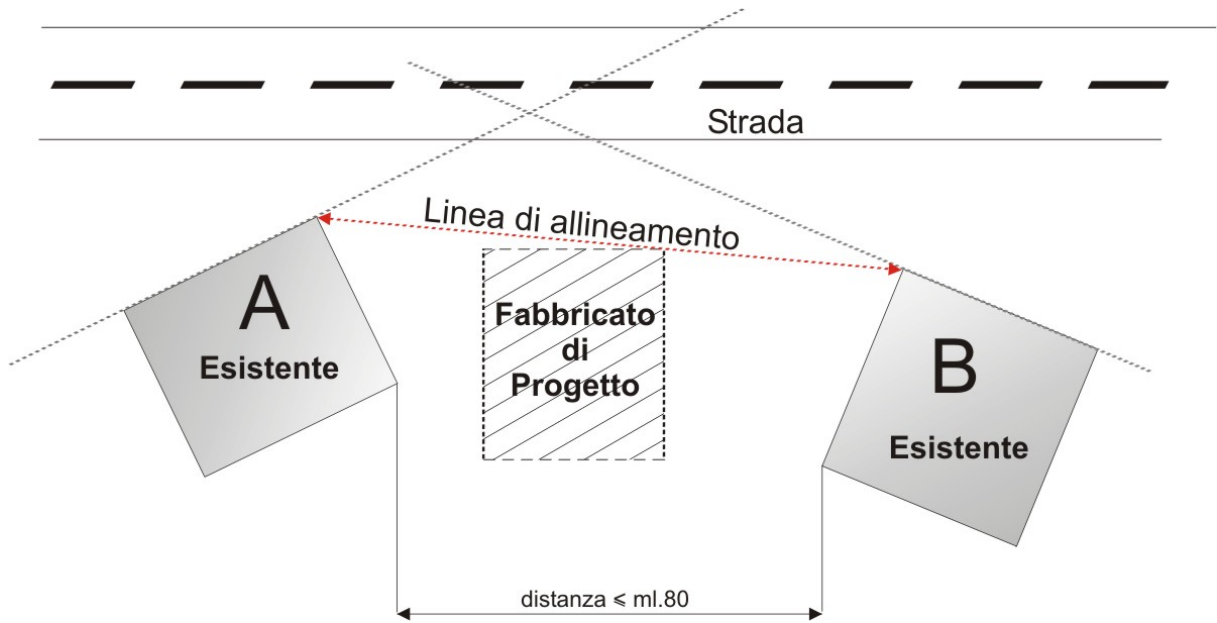 Strada
Linea di allineamento
A
Esistente
Fabbricato
di
Progetto
B
Esistente
distanza ⩽ ml.80